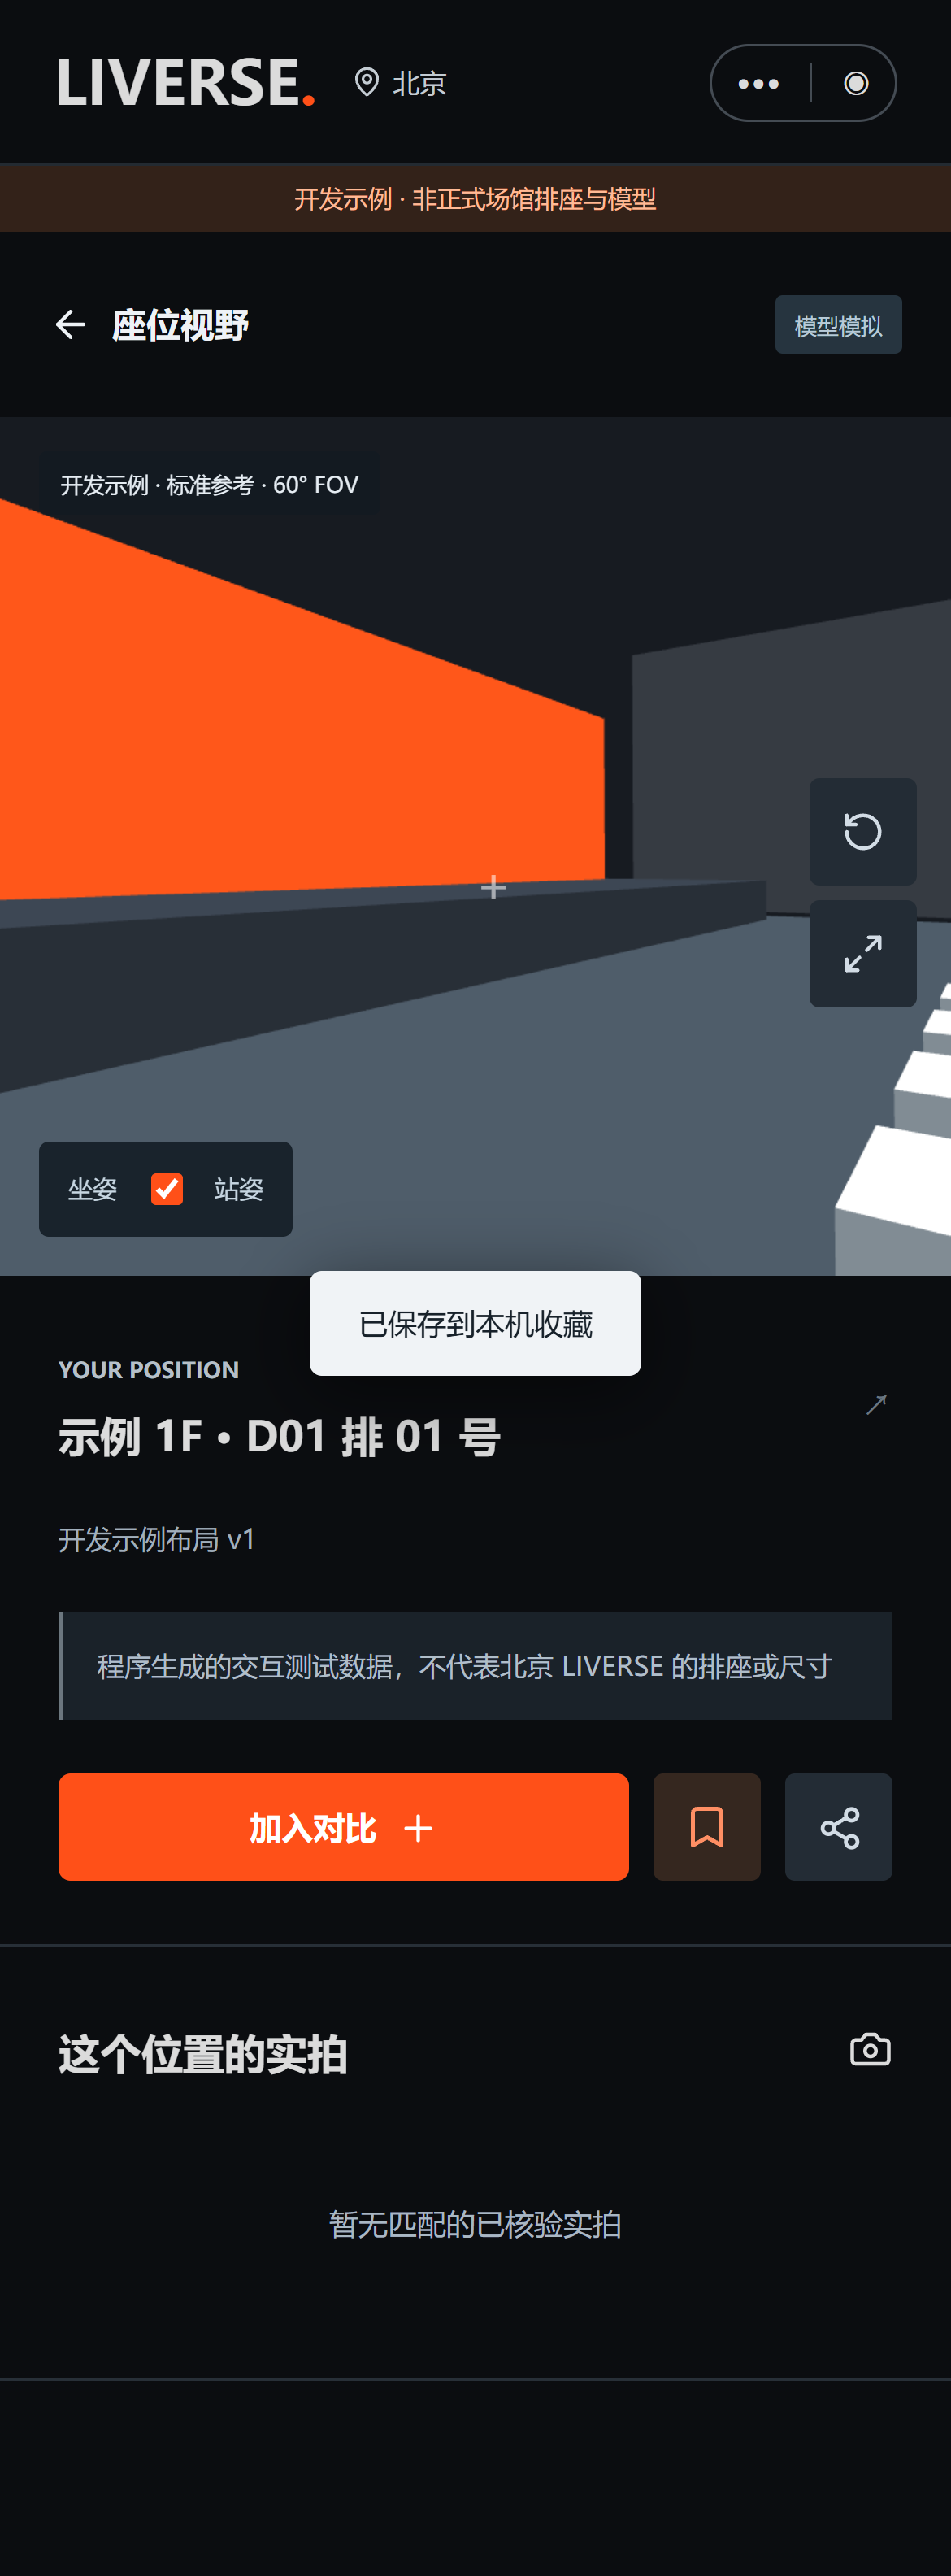 LIVERSE. 北京
开发示例 · 非正式场馆排座与模型
座位视野 模型模拟
开发示例 · 标准参考 · 60° FOV
坐姿 站姿
已保存到本机收藏
YOUR POSITION
示例 1F • D01 排 01 号
开发示例布局 v1
程序生成的交互测试数据，不代表北京 LIVERSE 的排座或尺寸
加入对比
这个位置的实拍
暂无匹配的已核验实拍